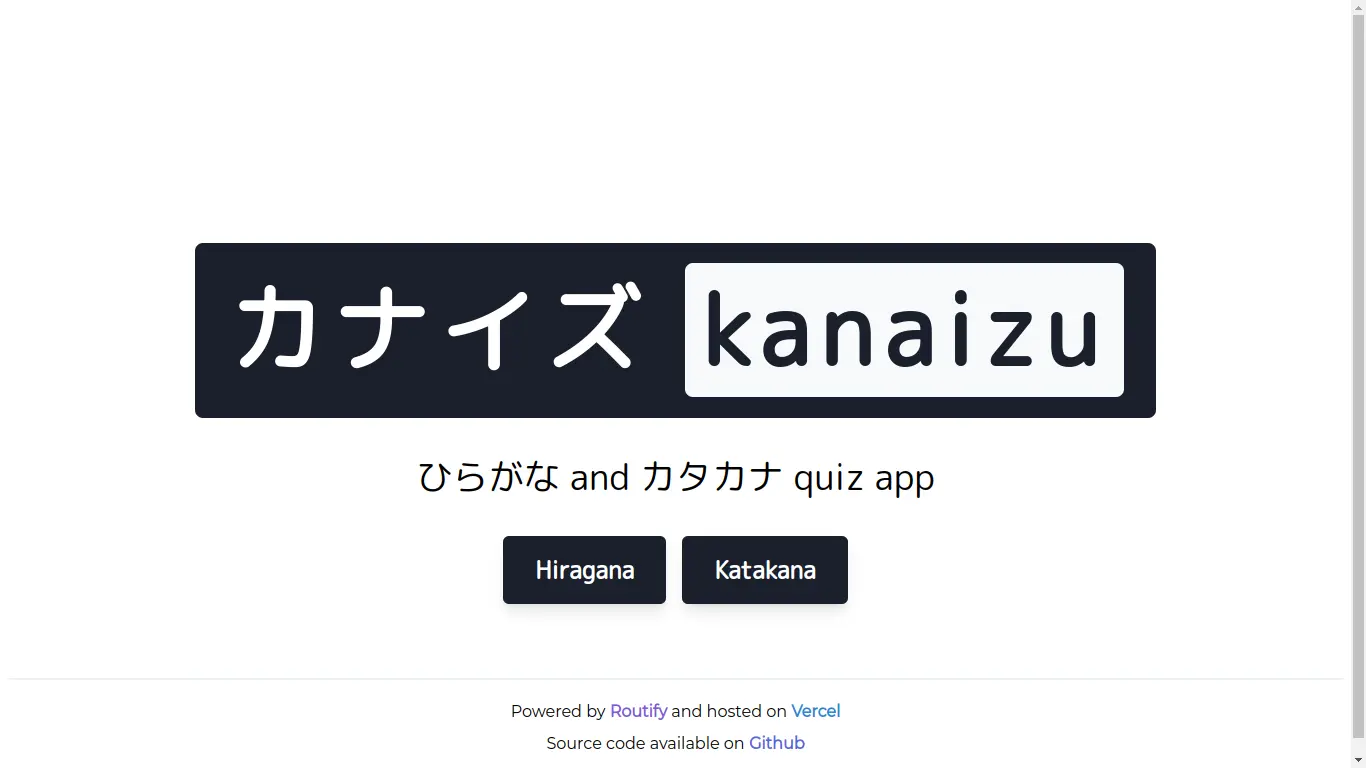 カナイズ kanaizu
ひらがな and カタカナ quiz app
Hiragana Katakana
Powered by Routify and hosted on Vercel
Source code available on Github